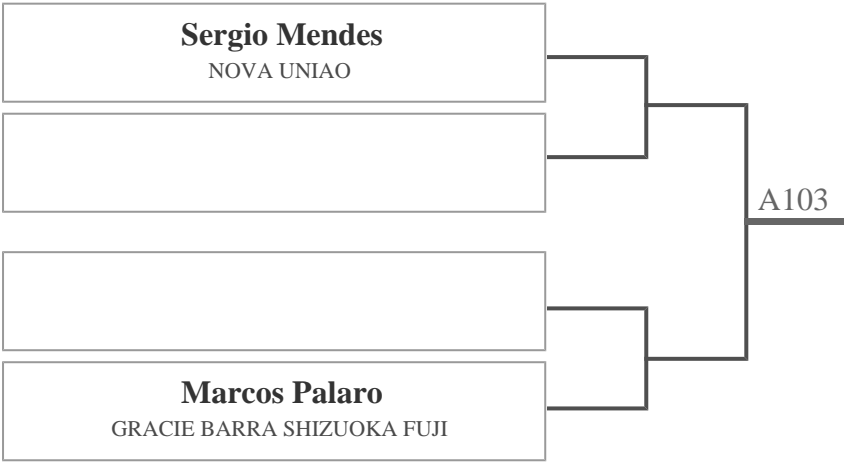 Sergio Mendes
NOVA UNIAO
A103
Marcos Palaro
GRACIE BARRA SHIZUOKA FUJI